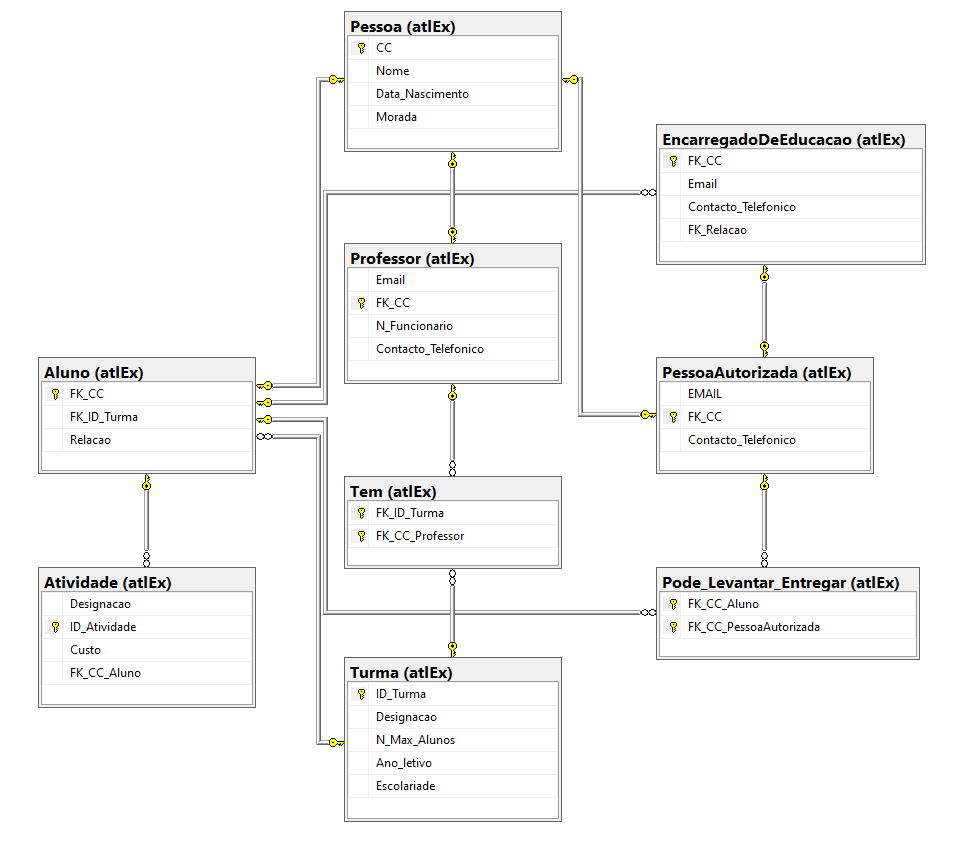 Pessoa (atlEx)
CC
Nome
Data_Nascimento
Morada
EncarregadoDeEducacao (atlEx)
FK_CC
Email
Contacto_Telefonico
FK_Relacao
Professor (atlEx)
Email
FK_CC
N_Funcionario
Contacto_Telefonico
Aluno (atlEx)
FK_CC
FK_ID_Turma
Relacao
PessoaAutorizada (atlEx)
EMAIL
FK_CC
Contacto_Telefonico
Tem (atlEx)
FK_ID_Turma
FK_CC_Professor
Atividade (atlEx)
Designacao
ID_Atividade
Custo
FK_CC_Aluno
Pode_Levantar_Entregar (atlEx)
FK_CC_Aluno
FK_CC_PessoaAutorizada
Turma (atlEx)
ID_Turma
Designacao
N_Max_Alunos
Ano_letivo
Escolariade